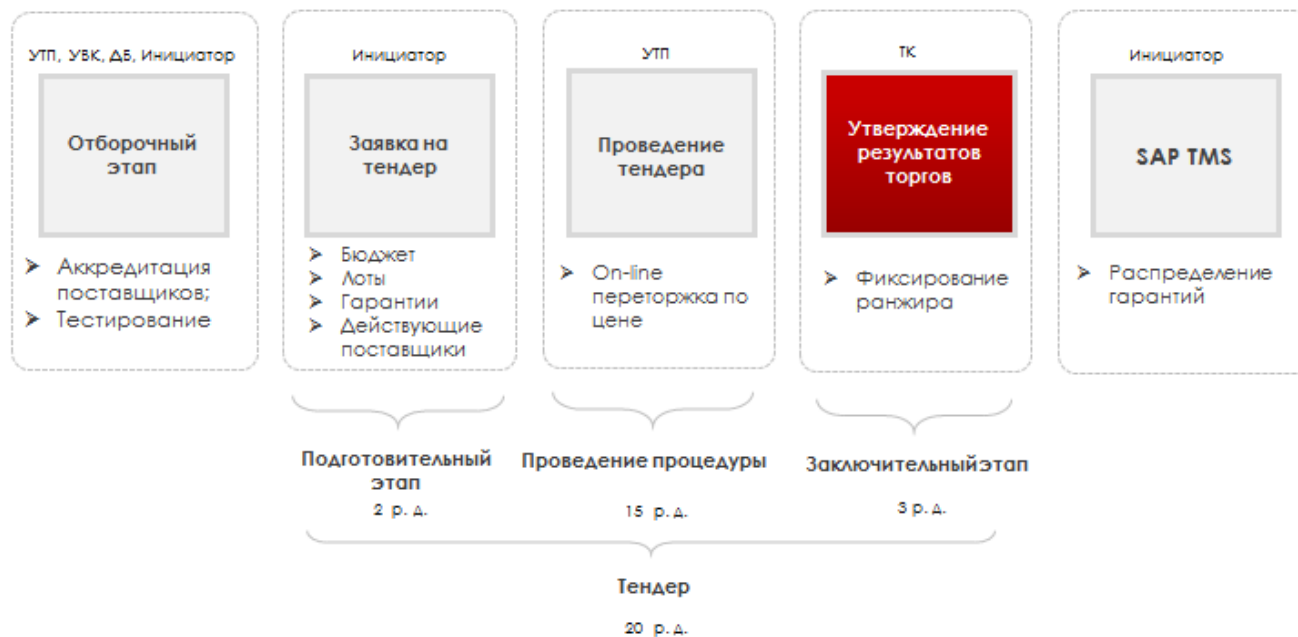 УТП, УВК, ДБ, Инициатор
Отборочный
этап
➢ Аккредитация
поставщиков;
➢ Тестирование
Инициатор
Заявка на
тендер
➢ Бюджет
➢ Лоты
➢ Гарантии
➢ Действующие
поставщики
УТП
Проведение
тендера
➢ On-line
переторжка по
цене
ТК
Утверждение
результатов
торгов
➢ Фиксирование
ранжира
Инициатор
SAP TMS
➢ Распределение
гарантий
Подготовительный
этап
2 р. д.
Проведение процедуры
15 р. д.
Заключительный этап
3 р. д.
Тендер
20 р. д.